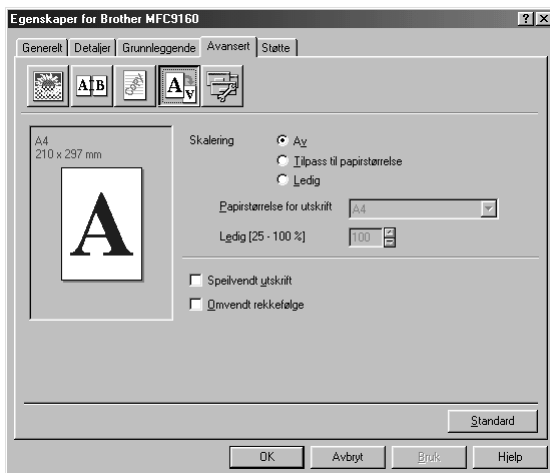 Egenskaper for Brother MFC9160
Generelt Detaljer Grunnleggende Avansert Støtte
A B
A A
A4
210 x 297 mm
A
Skalering Av
Tilpass til papirstørrelse
Ledig
Papirstørrelse for utskrift A4
Ledig [25 - 100 %] 100
Speilvendt utskrift
Omvendt rekkefølge
Standard
OK Avbryt Bruk Hjelp